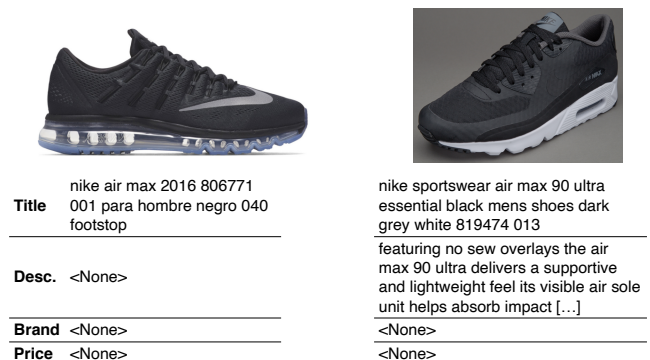 nike air max 2016 806771
Title 001 para hombre negro 040
footstop
Desc. <None>
Brand <None>
Price <None>
nike sportswear air max 90 ultra
essential black mens shoes dark
grey white 819474 013
featuring no sew overlays the air
max 90 ultra delivers a supportive
and lightweight feel its visible air sole
unit helps absorb impact […]
<None>
<None>